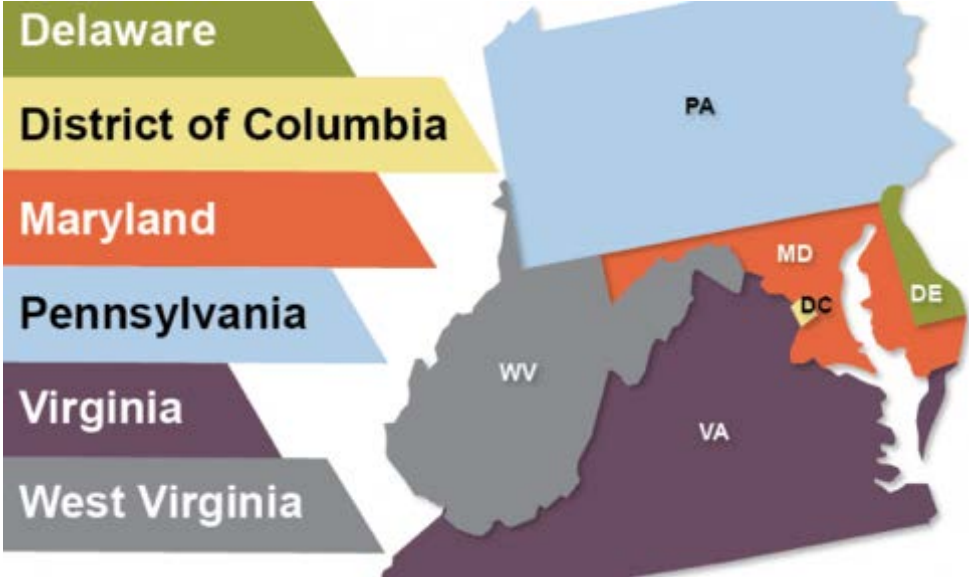 Delaware
District of Columbia
Maryland
Pennsylvania
Virginia
West Virginia
PA
MD
DE
DC
WV
VA